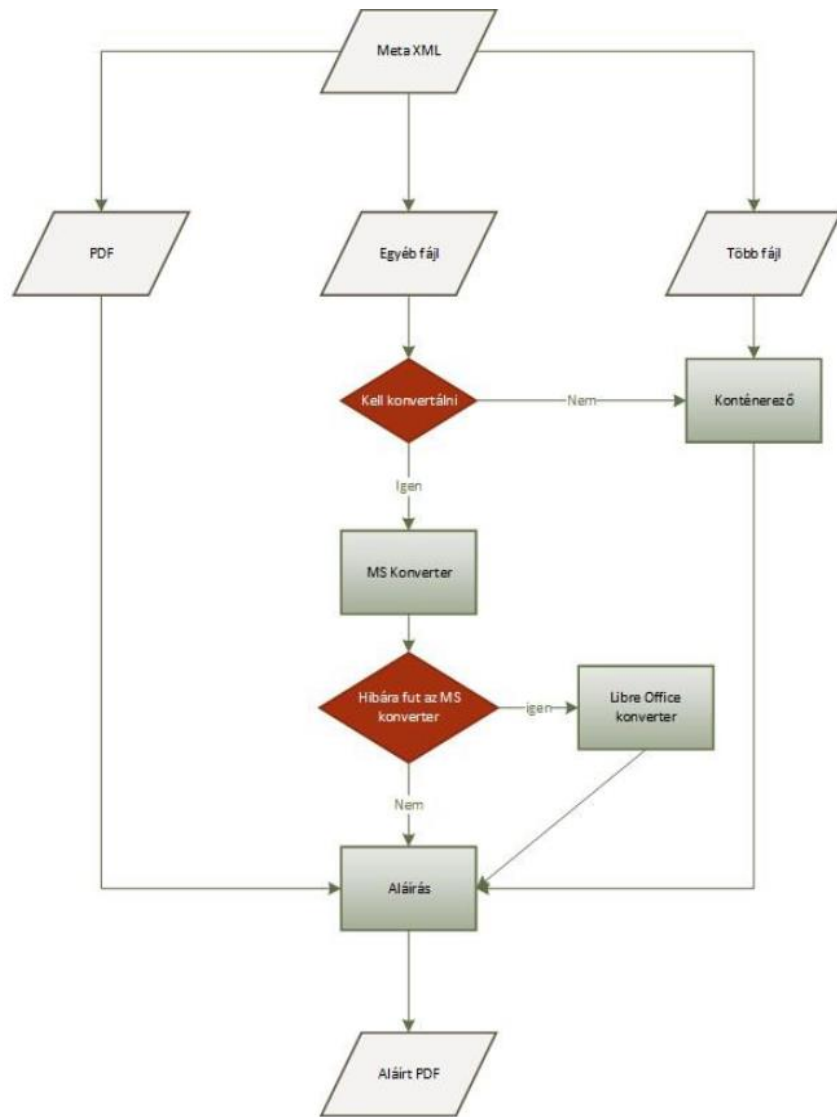 Meta XML
PDF
Egyéb fájl
Több fájl
Kell konvertálni
Nem
Konténerező
Igen
MS Konverter
Hibára fut az MS
konverter
igen
Libre Office
konverter
Nem
Aláírás
Aláírt PDF